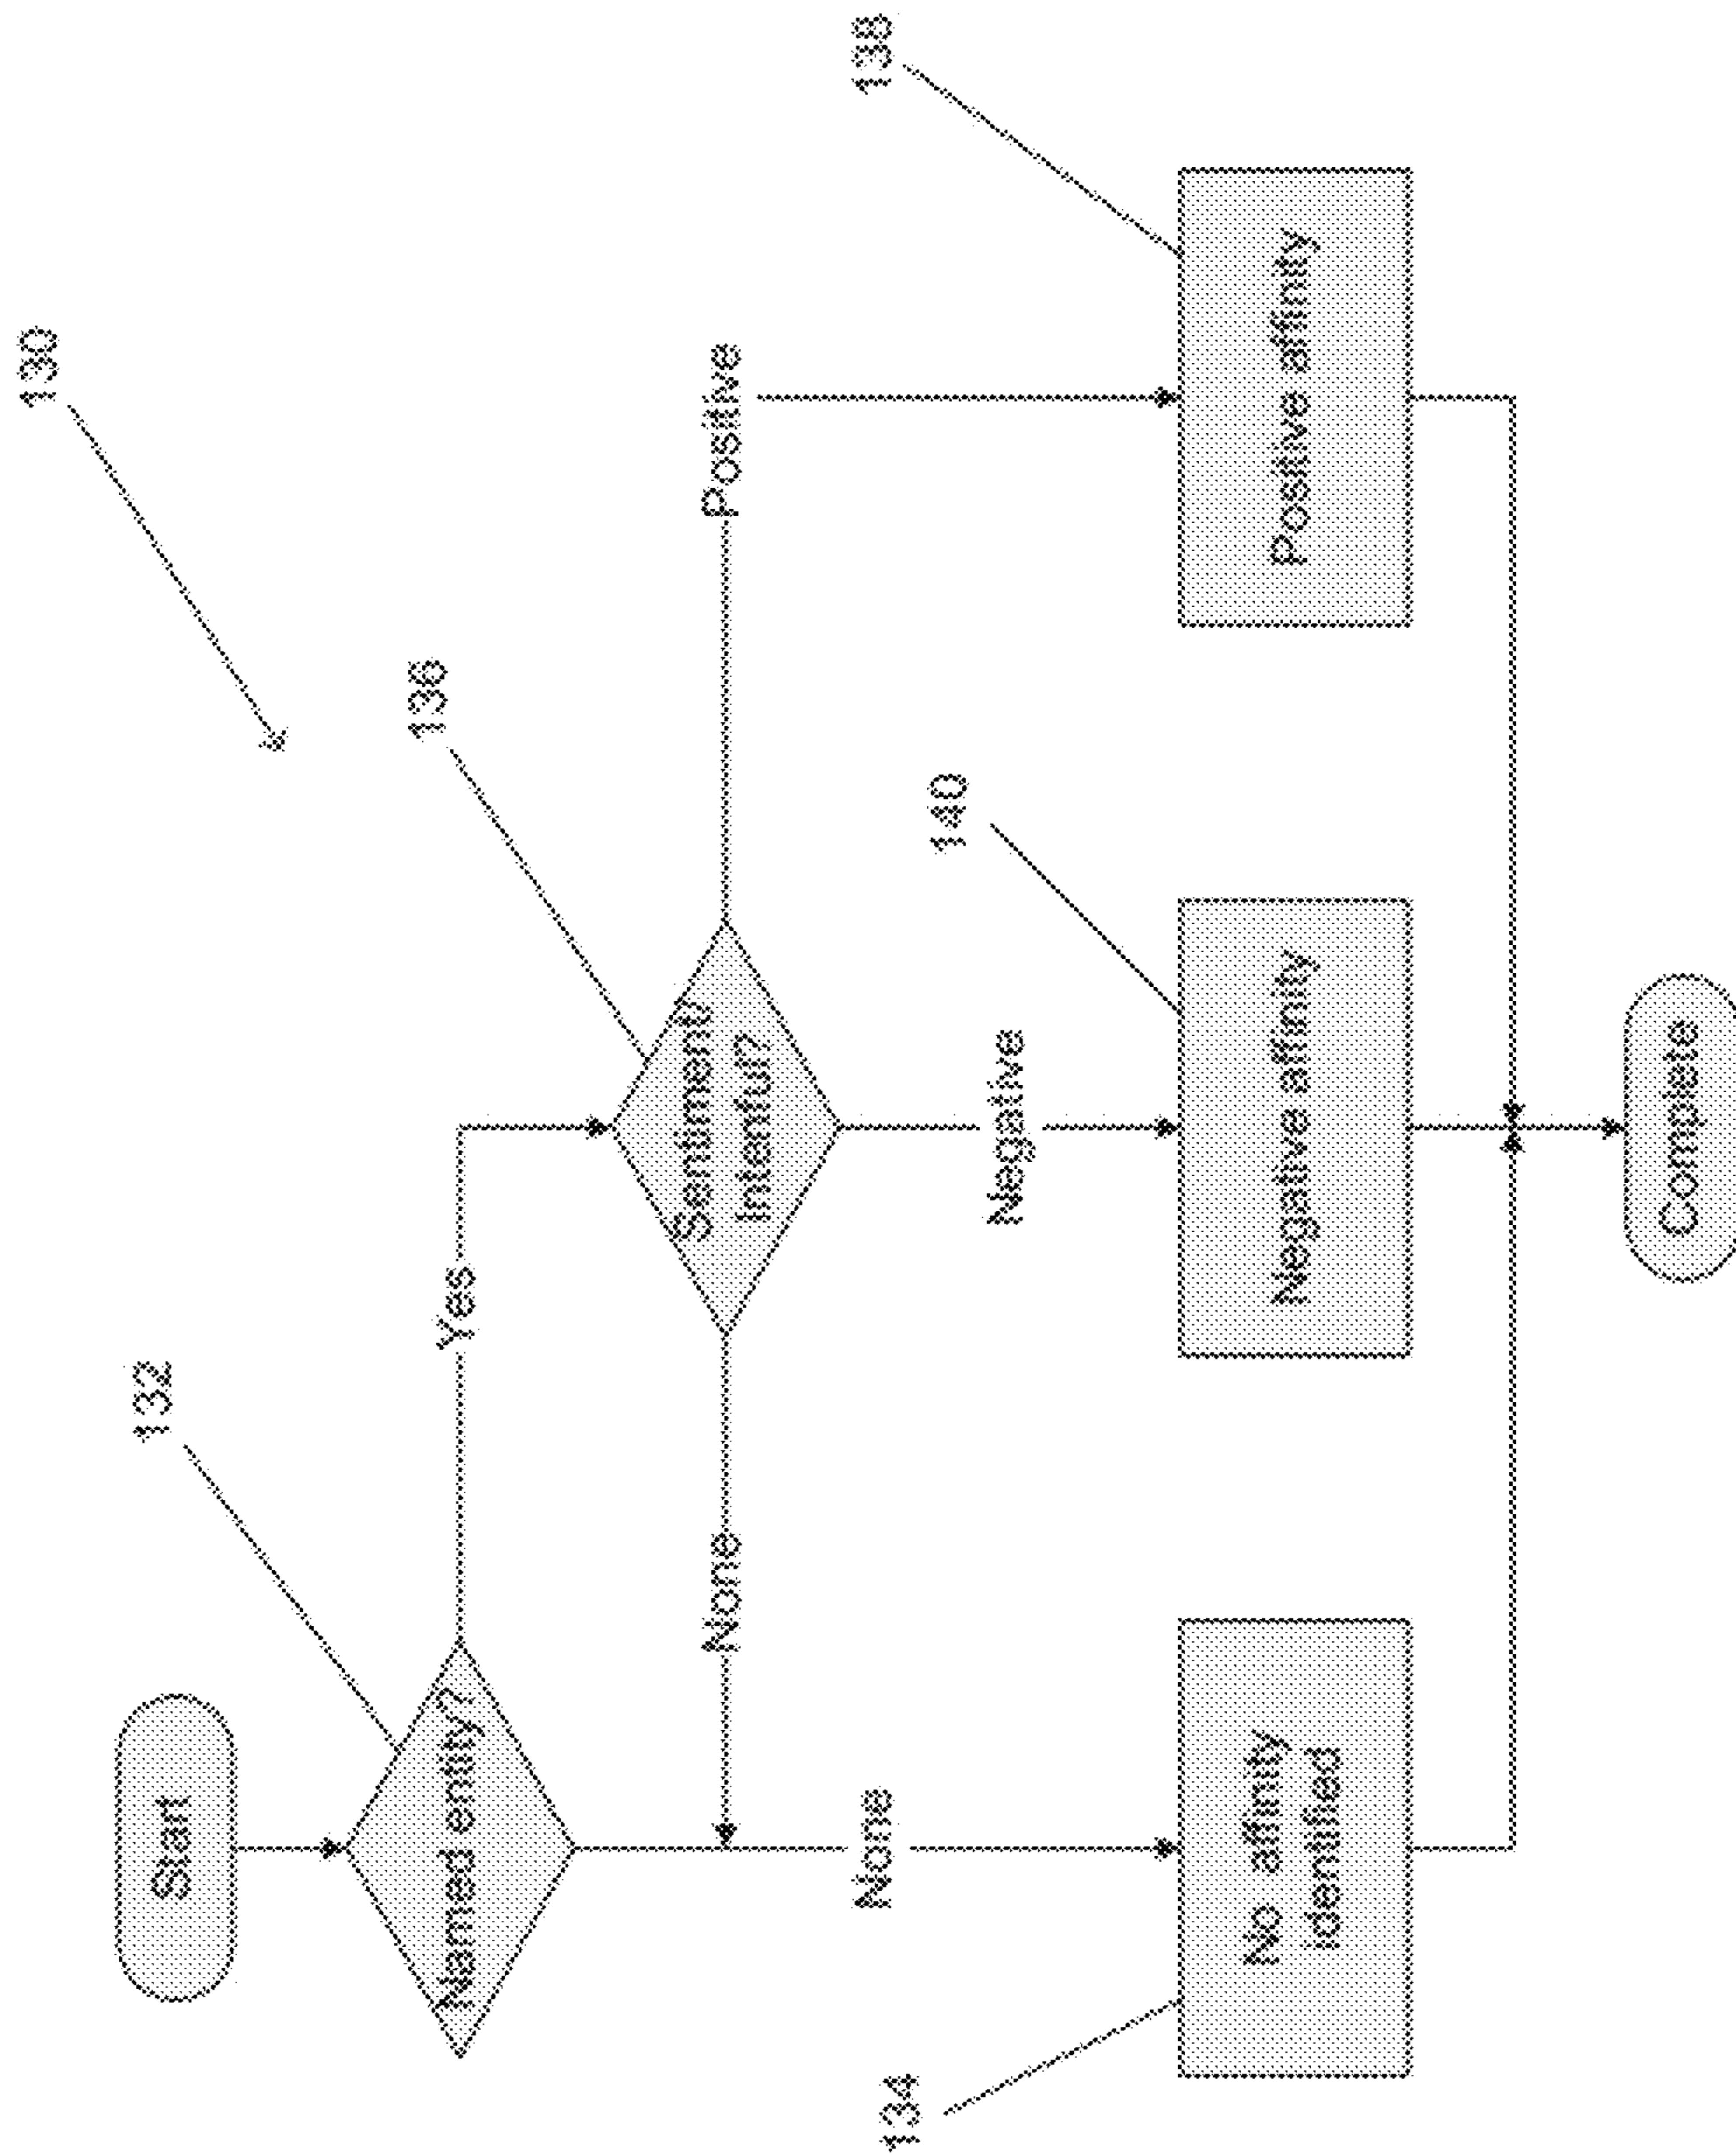 130
Start
132
Named entity?
Yes
136
Sentiment/
Intentful?
None
Positive
None
Negative
134
140
138
No affinity
identified
Negative affinity
Positive affinity
Complete